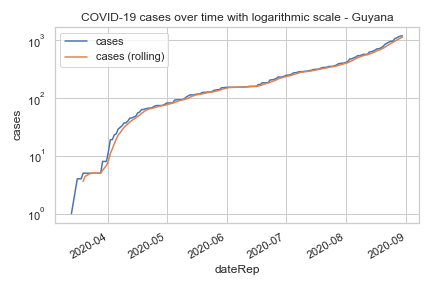 COVID-19 cases over time with logarithmic scale - Guyana
cases
cases (rolling)
10³
10²
10¹
10⁰
cases
2020-04
2020-05
2020-06
2020-07
2020-08
2020-09
dateRep